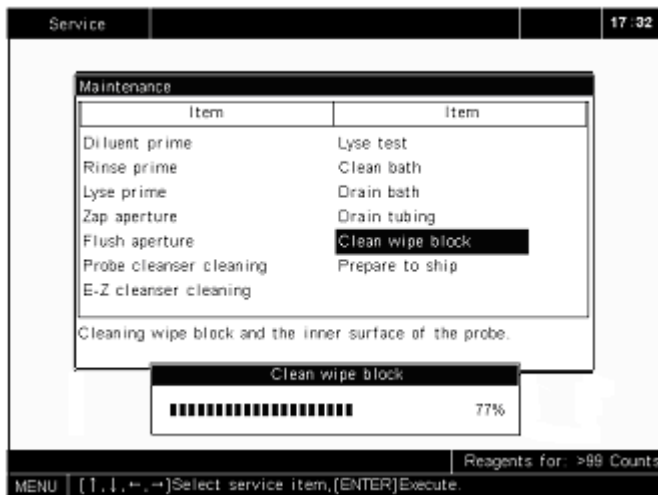 Service 17:32
Maintenance
Item Item
Diluent prime Lyse test
Rinse prime Clean bath
Lyse prime Drain bath
Zap aperture Drain tubing
Flush aperture Clean wipe block
Probe cleanser cleaning Prepare to ship
E-Z cleanser cleaning
Cleaning wipe block and the inner surface of the probe.
Clean wipe block
77%
Reagents for: >99 Counts
MENU [↑,↓,←,→]Select service item,[ENTER]Execute.